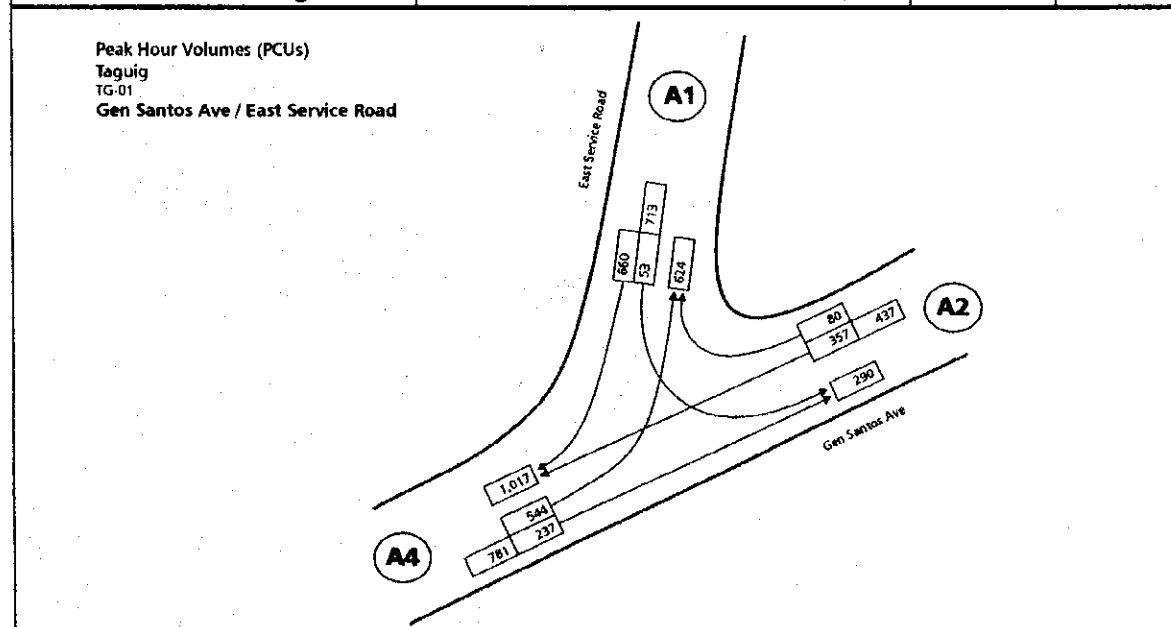 Peak Hour Volumes (PCUs)
Taguig
TG-01
Gen Santos Ave / East Service Road
A1
East Service Road
713
660
53
624
80
437
357
A2
290
Gen Santos Ave
1,017
544
237
781
A4